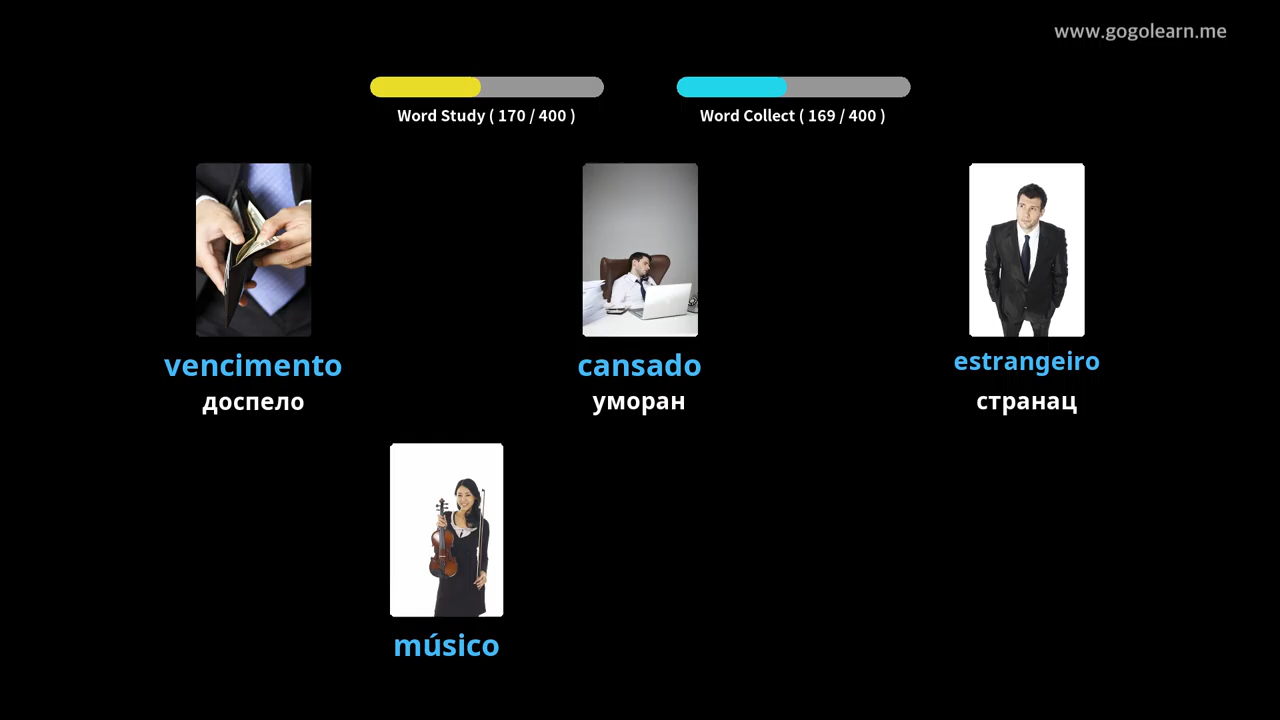 www.gogolearn.me
Word Study ( 170 / 400 )
Word Collect ( 169 / 400 )
vencimento
доспело
cansado
уморан
estrangeiro
странац
músico